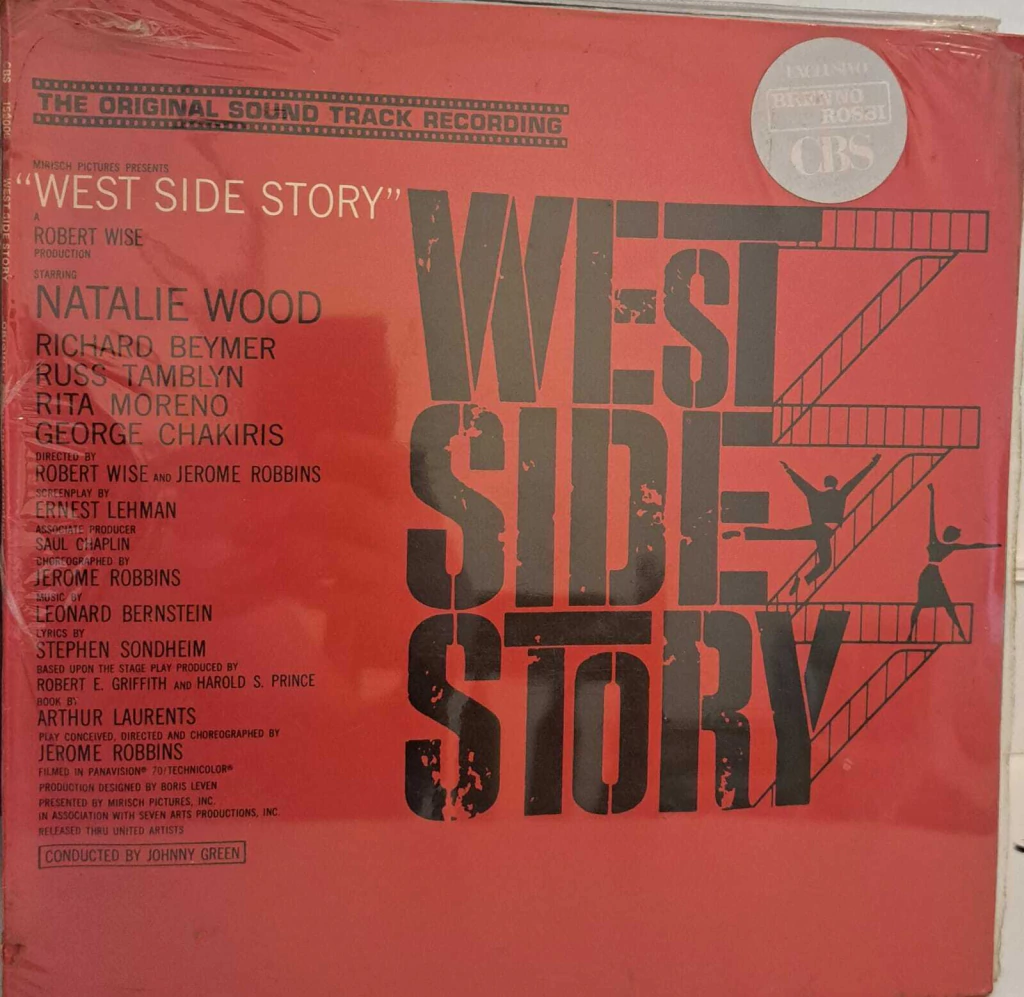 THE ORIGINAL SOUND TRACK RECORDING
MIRISCH PICTURES PRESENTS
"WEST SIDE STORY"
A
ROBERT WISE
PRODUCTION
STARRING
NATALIE WOOD
RICHARD BEYMER
RUSS TAMBLYN
RITA MORENO
GEORGE CHAKIRIS
DIRECTED BY
ROBERT WISE AND JEROME ROBBINS
SCREENPLAY BY
ERNEST LEHMAN
ASSOCIATE PRODUCER
SAUL CHAPLIN
CHOREOGRAPHED BY
JEROME ROBBINS
MUSIC BY
LEONARD BERNSTEIN
LYRICS BY
STEPHEN SONDHEIM
BASED UPON THE STAGE PLAY PRODUCED BY
ROBERT E. GRIFFITH AND HAROLD S. PRINCE
BOOK BY
ARTHUR LAURENTS
PLAY CONCEIVED, DIRECTED AND CHOREOGRAPHED BY
JEROME ROBBINS
FILMED IN PANAVISION® 70/TECHNICOLOR®
PRODUCTION DESIGNED BY BORIS LEVEN
PRESENTED BY MIRISCH PICTURES, INC.
IN ASSOCIATION WITH SEVEN ARTS PRODUCTIONS, INC.
RELEASED THRU UNITED ARTISTS
CONDUCTED BY JOHNNY GREEN
EXCLUSIVO
BRENNO
ROSSI
CBS
WEST
SIDE
STORY
CBS
WEST SIDE STORY